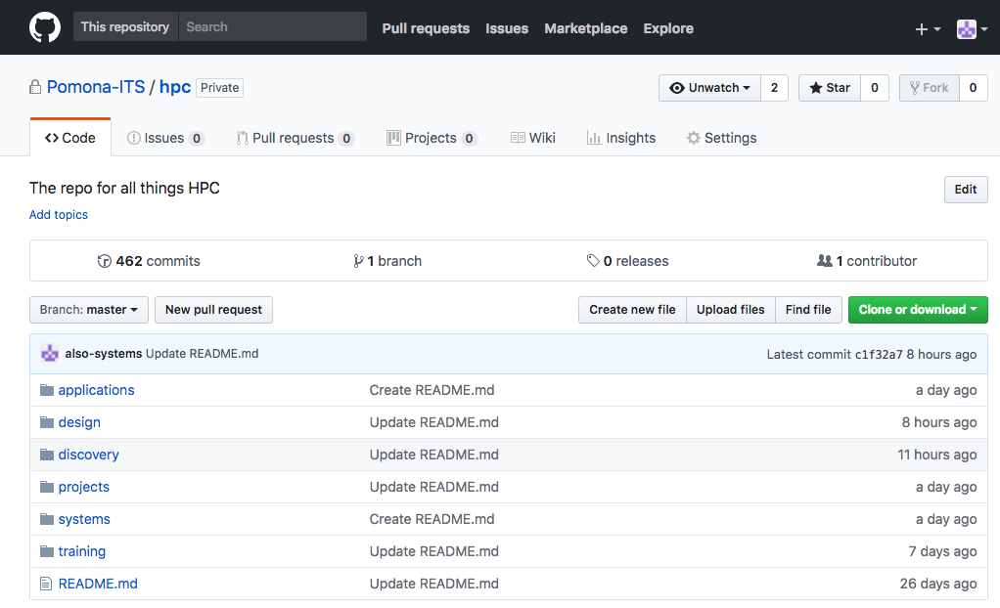 This repository Search Pull requests Issues Marketplace Explore
Pomona-ITS / hpc Private Unwatch 2 Star 0 Fork 0
Code Issues 0 Pull requests 0 Projects 0 Wiki Insights Settings
The repo for all things HPC Edit
Add topics
462 commits 1 branch 0 releases 1 contributor
Branch: master New pull request Create new file Upload files Find file Clone or download
also-systems Update README.md Latest commit c1f32a7 8 hours ago
applications Create README.md a day ago
design Update README.md 8 hours ago
discovery Update README.md 11 hours ago
projects Update README.md a day ago
systems Create README.md a day ago
training Update README.md 7 days ago
README.md Update README.md 26 days ago